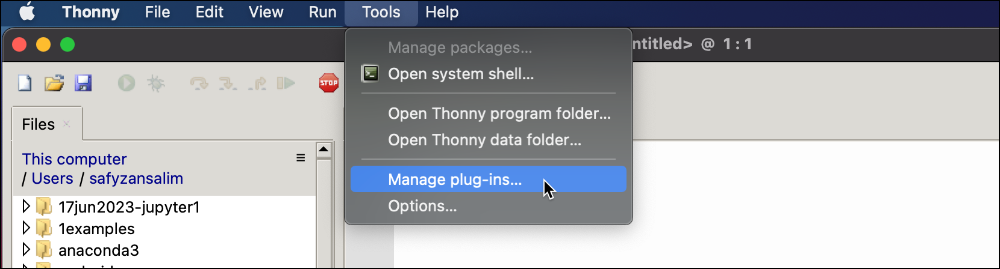 Thonny File Edit View Run Tools Help
ntitled> @ 1:1
Manage packages...
Open system shell...
STOP
Open Thonny program folder...
Open Thonny data folder...
Manage plug-ins...
Options...
Files
This computer
/ Users / safyzansalim
17jun2023-jupyter1
1examples
anaconda3